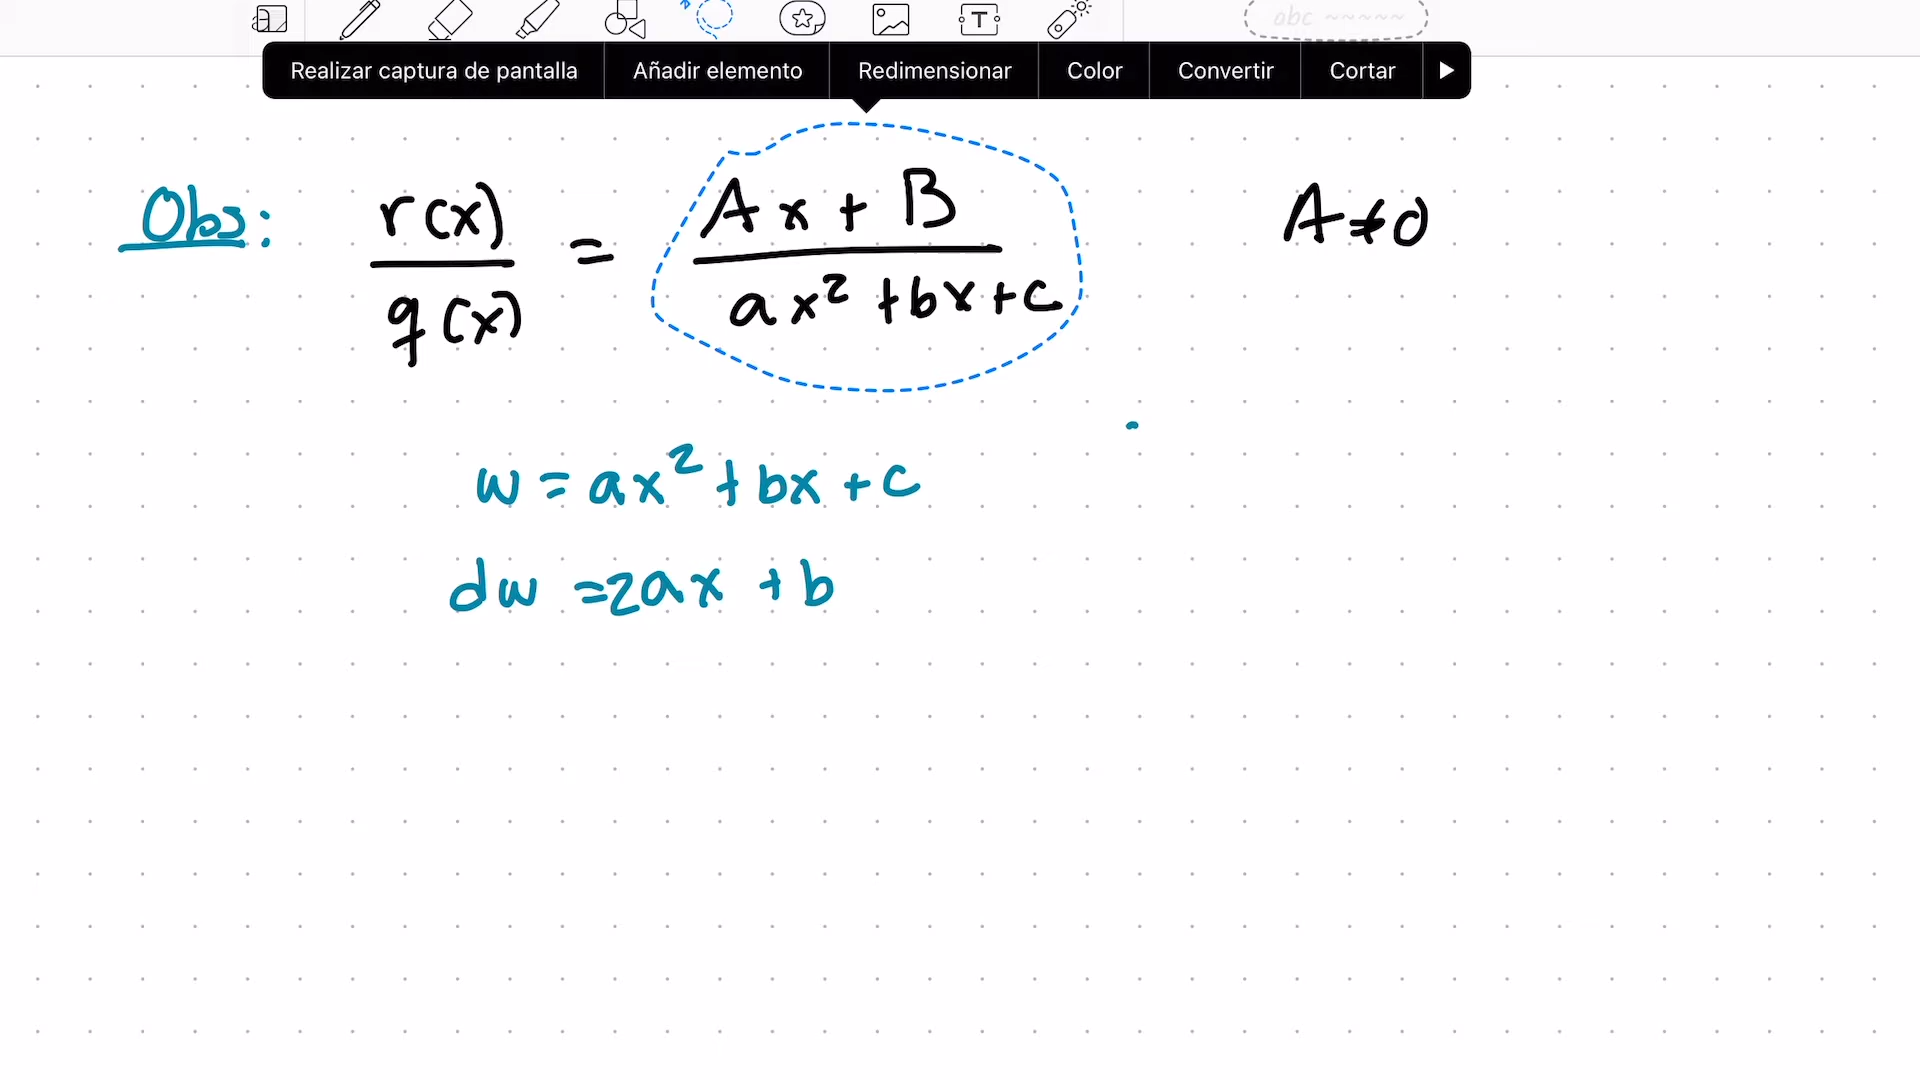 abc
Realizar captura de pantalla Añadir elemento Redimensionar Color Convertir Cortar
Obs: r(x)/q(x) = (Ax + B)/(ax² + bx + c) A ≠ 0
w = ax² + bx + c
dw = 2ax + b